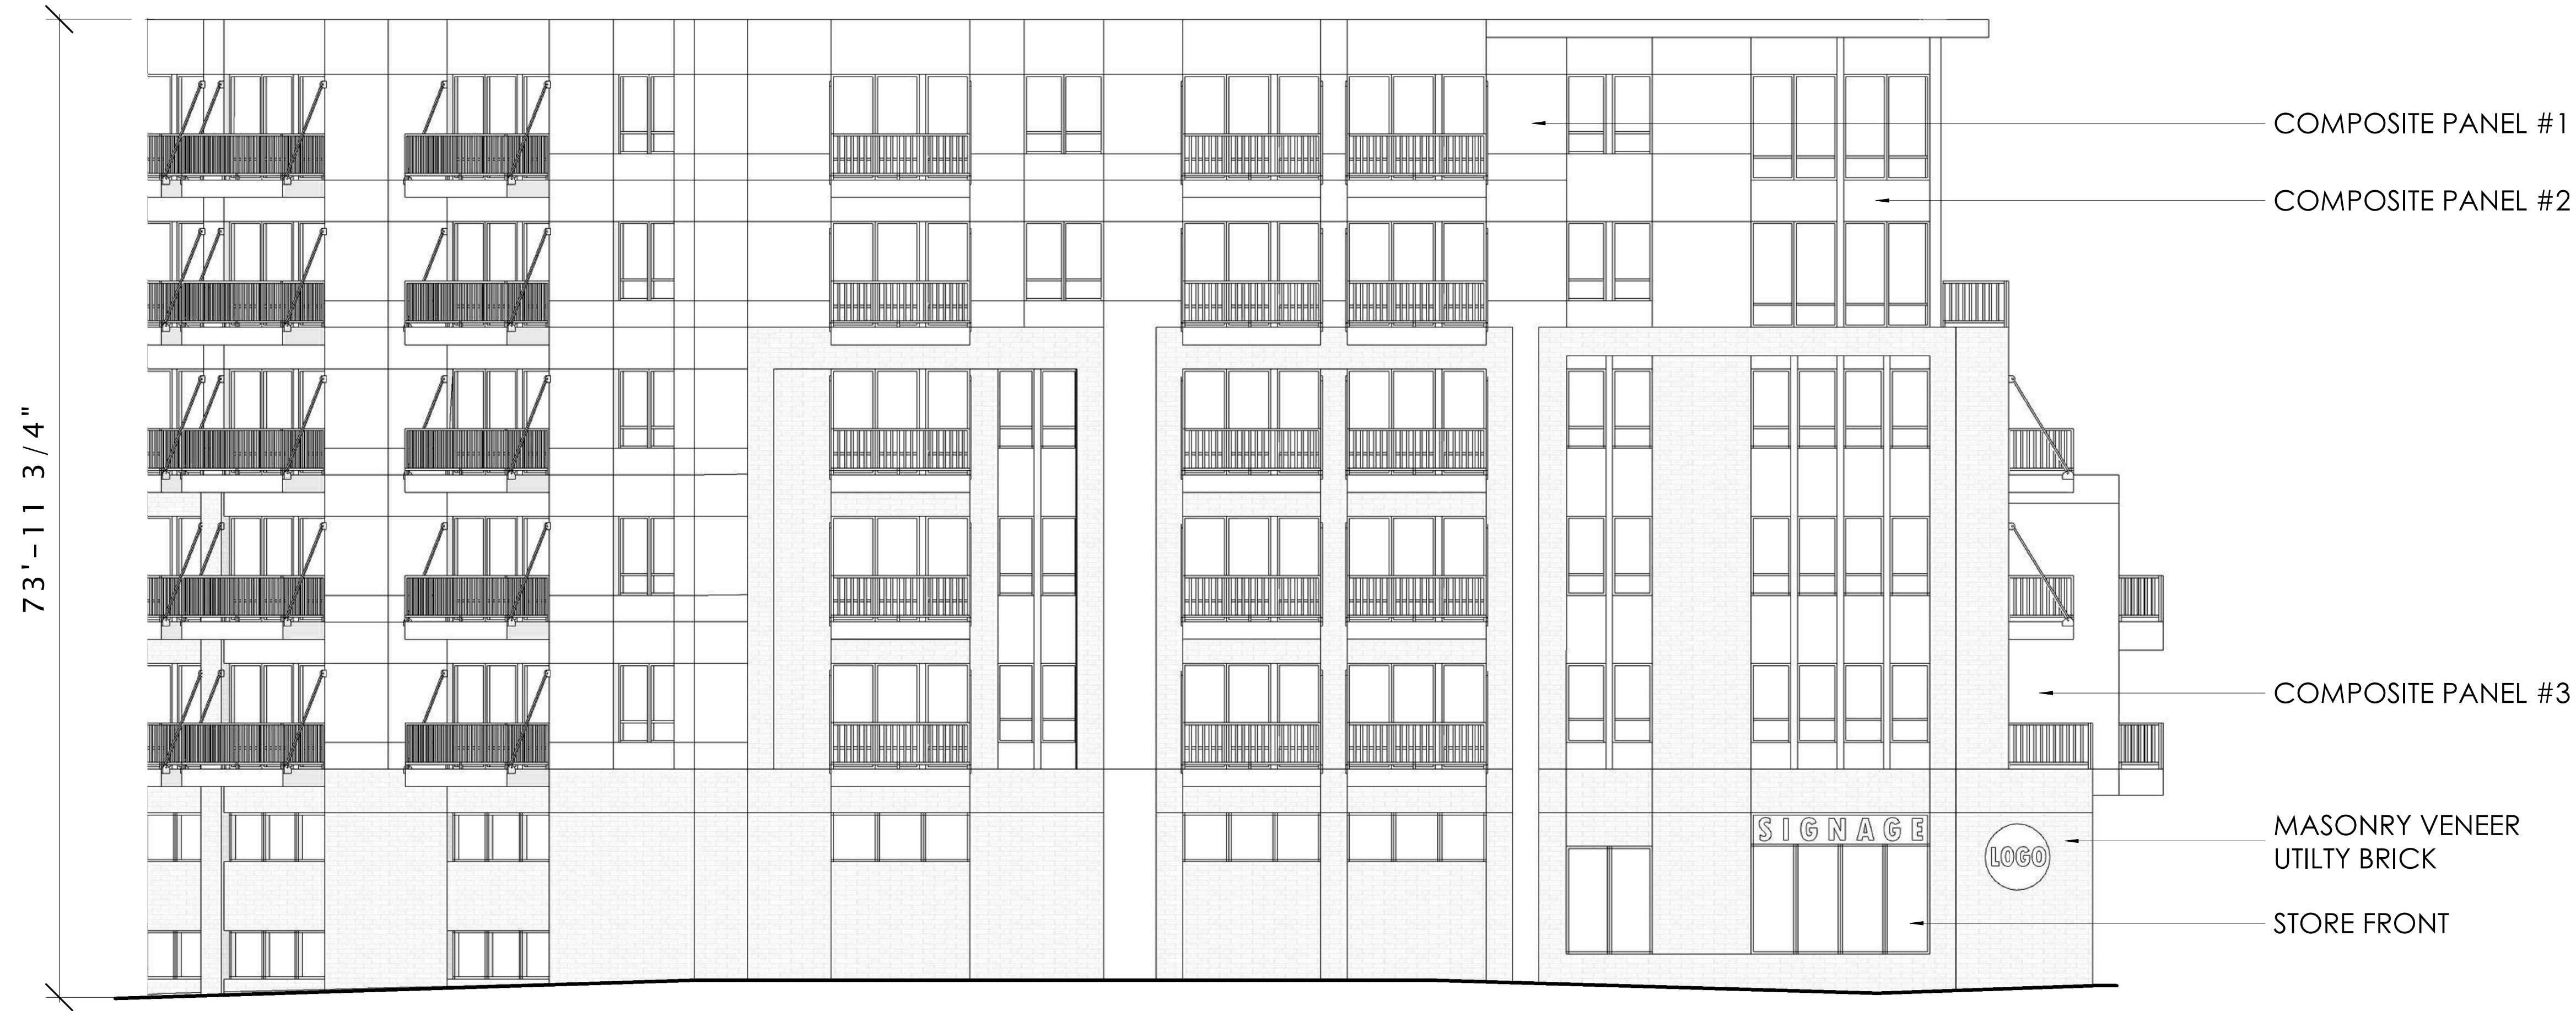 73'-11 3/4"
COMPOSITE PANEL #1
COMPOSITE PANEL #2
COMPOSITE PANEL #3
SIGNAGE
LOGO
MASONRY VENEER
UTILTY BRICK
STORE FRONT